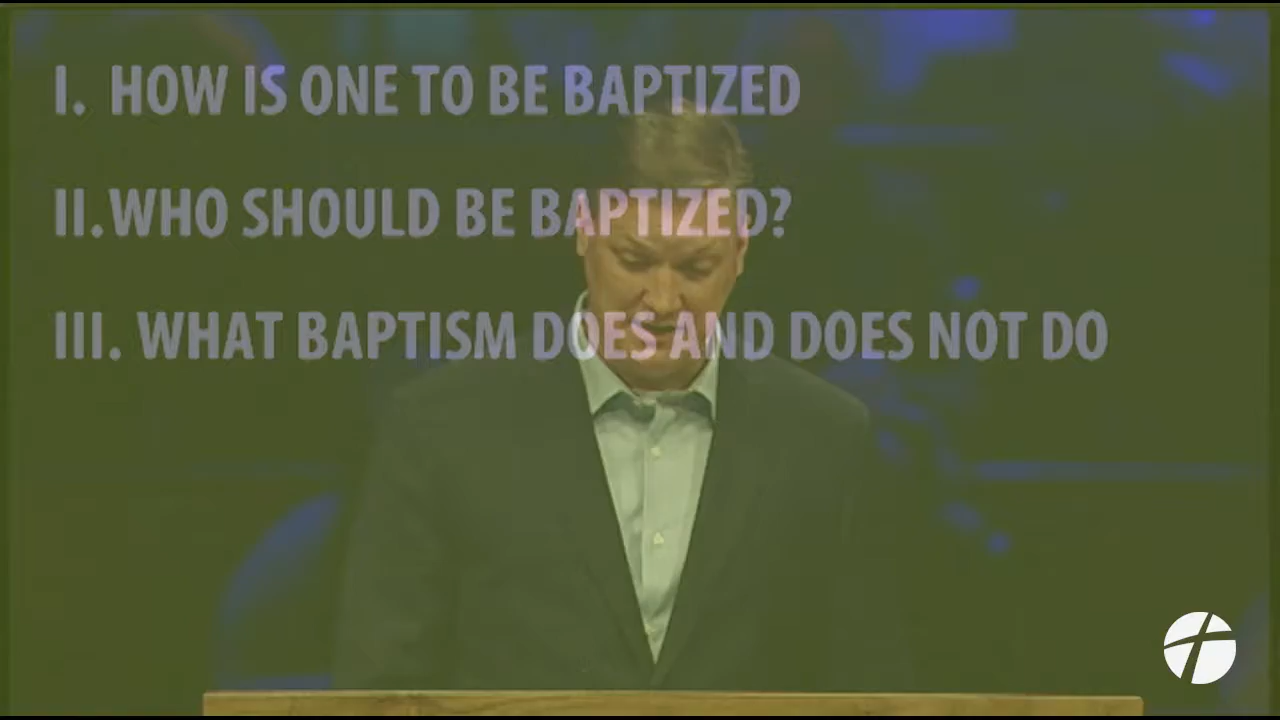 I. HOW IS ONE TO BE BAPTIZED
II. WHO SHOULD BE BAPTIZED?
III. WHAT BAPTISM DOES AND DOES NOT DO